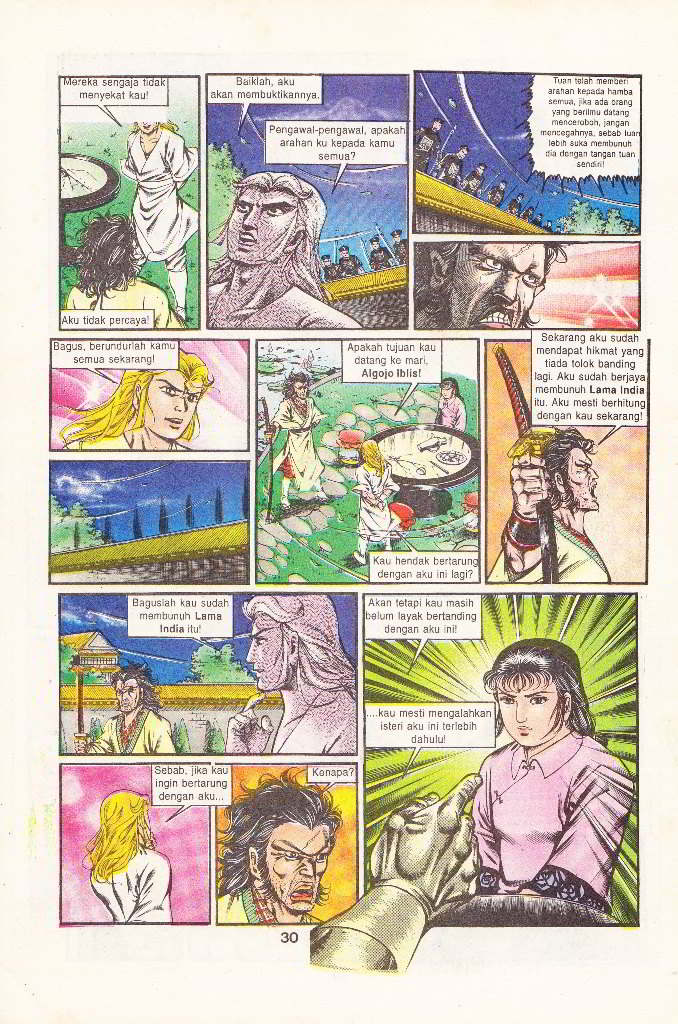 Mereka sengaja tidak
menyekat kau!
Aku tidak percaya!
Baiklah, aku
akan membuktikannya.
Pengawal-pengawal, apakah
arahan ku kepada kamu
semua?
Tuan telah memberi
arahan kepada hamba
semua, jika ada orang
yang berilmu datang
menceroboh, jangan
mencegahnya, sebab tuan
lebih suka membunuh
dia dengan tangan tuan
sendiri!
Bagus, berundurlah kamu
semua sekarang!
Apakah tujuan kau
datang ke mari,
Algojo Iblis!
Kau hendak bertarung
dengan aku ini lagi?
Sekarang aku sudah
mendapat hikmat yang
tiada tolok banding
lagi. Aku sudah berjaya
membunuh Lama India
itu. Aku mesti berhitung
dengan kau sekarang!
Baguslah kau sudah
membunuh Lama
India itu!
Sebab, jika kau
ingin bertarung
dengan aku...
Kenapa?
Akan tetapi kau masih
belum layak bertanding
dengan aku ini!
....kau mesti mengalahkan
isteri aku ini terlebih
dahulu!
30